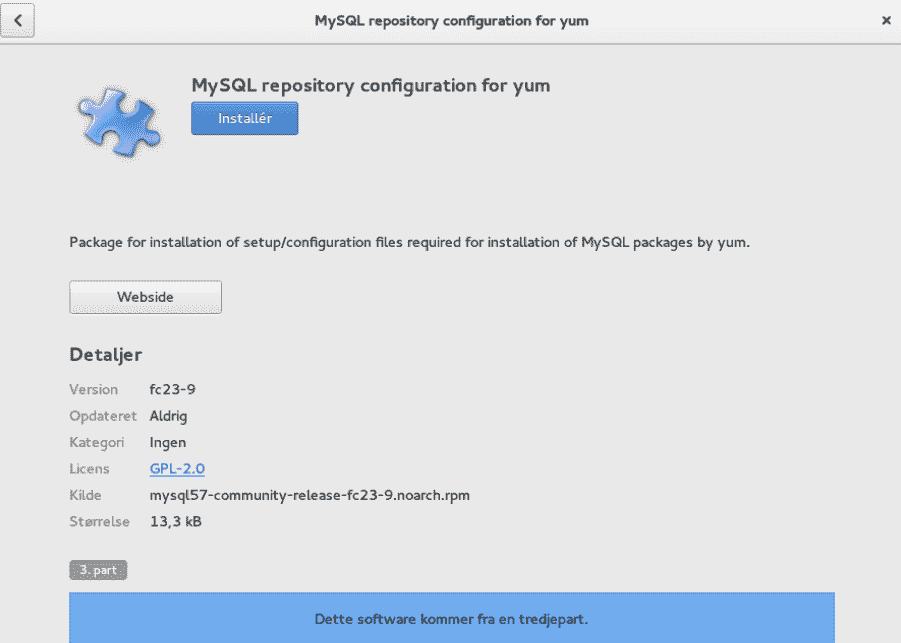 MySQL repository configuration for yum
MySQL repository configuration for yum
Installér
Package for installation of setup/configuration files required for installation of MySQL packages by yum.
Webside
Detaljer
Version fc23-9
Opdateret Aldrig
Kategori Ingen
Licens GPL-2.0
Kilde mysql57-community-release-fc23-9.noarch.rpm
Størrelse 13,3 kB
3. part
Dette software kommer fra en tredjepart.